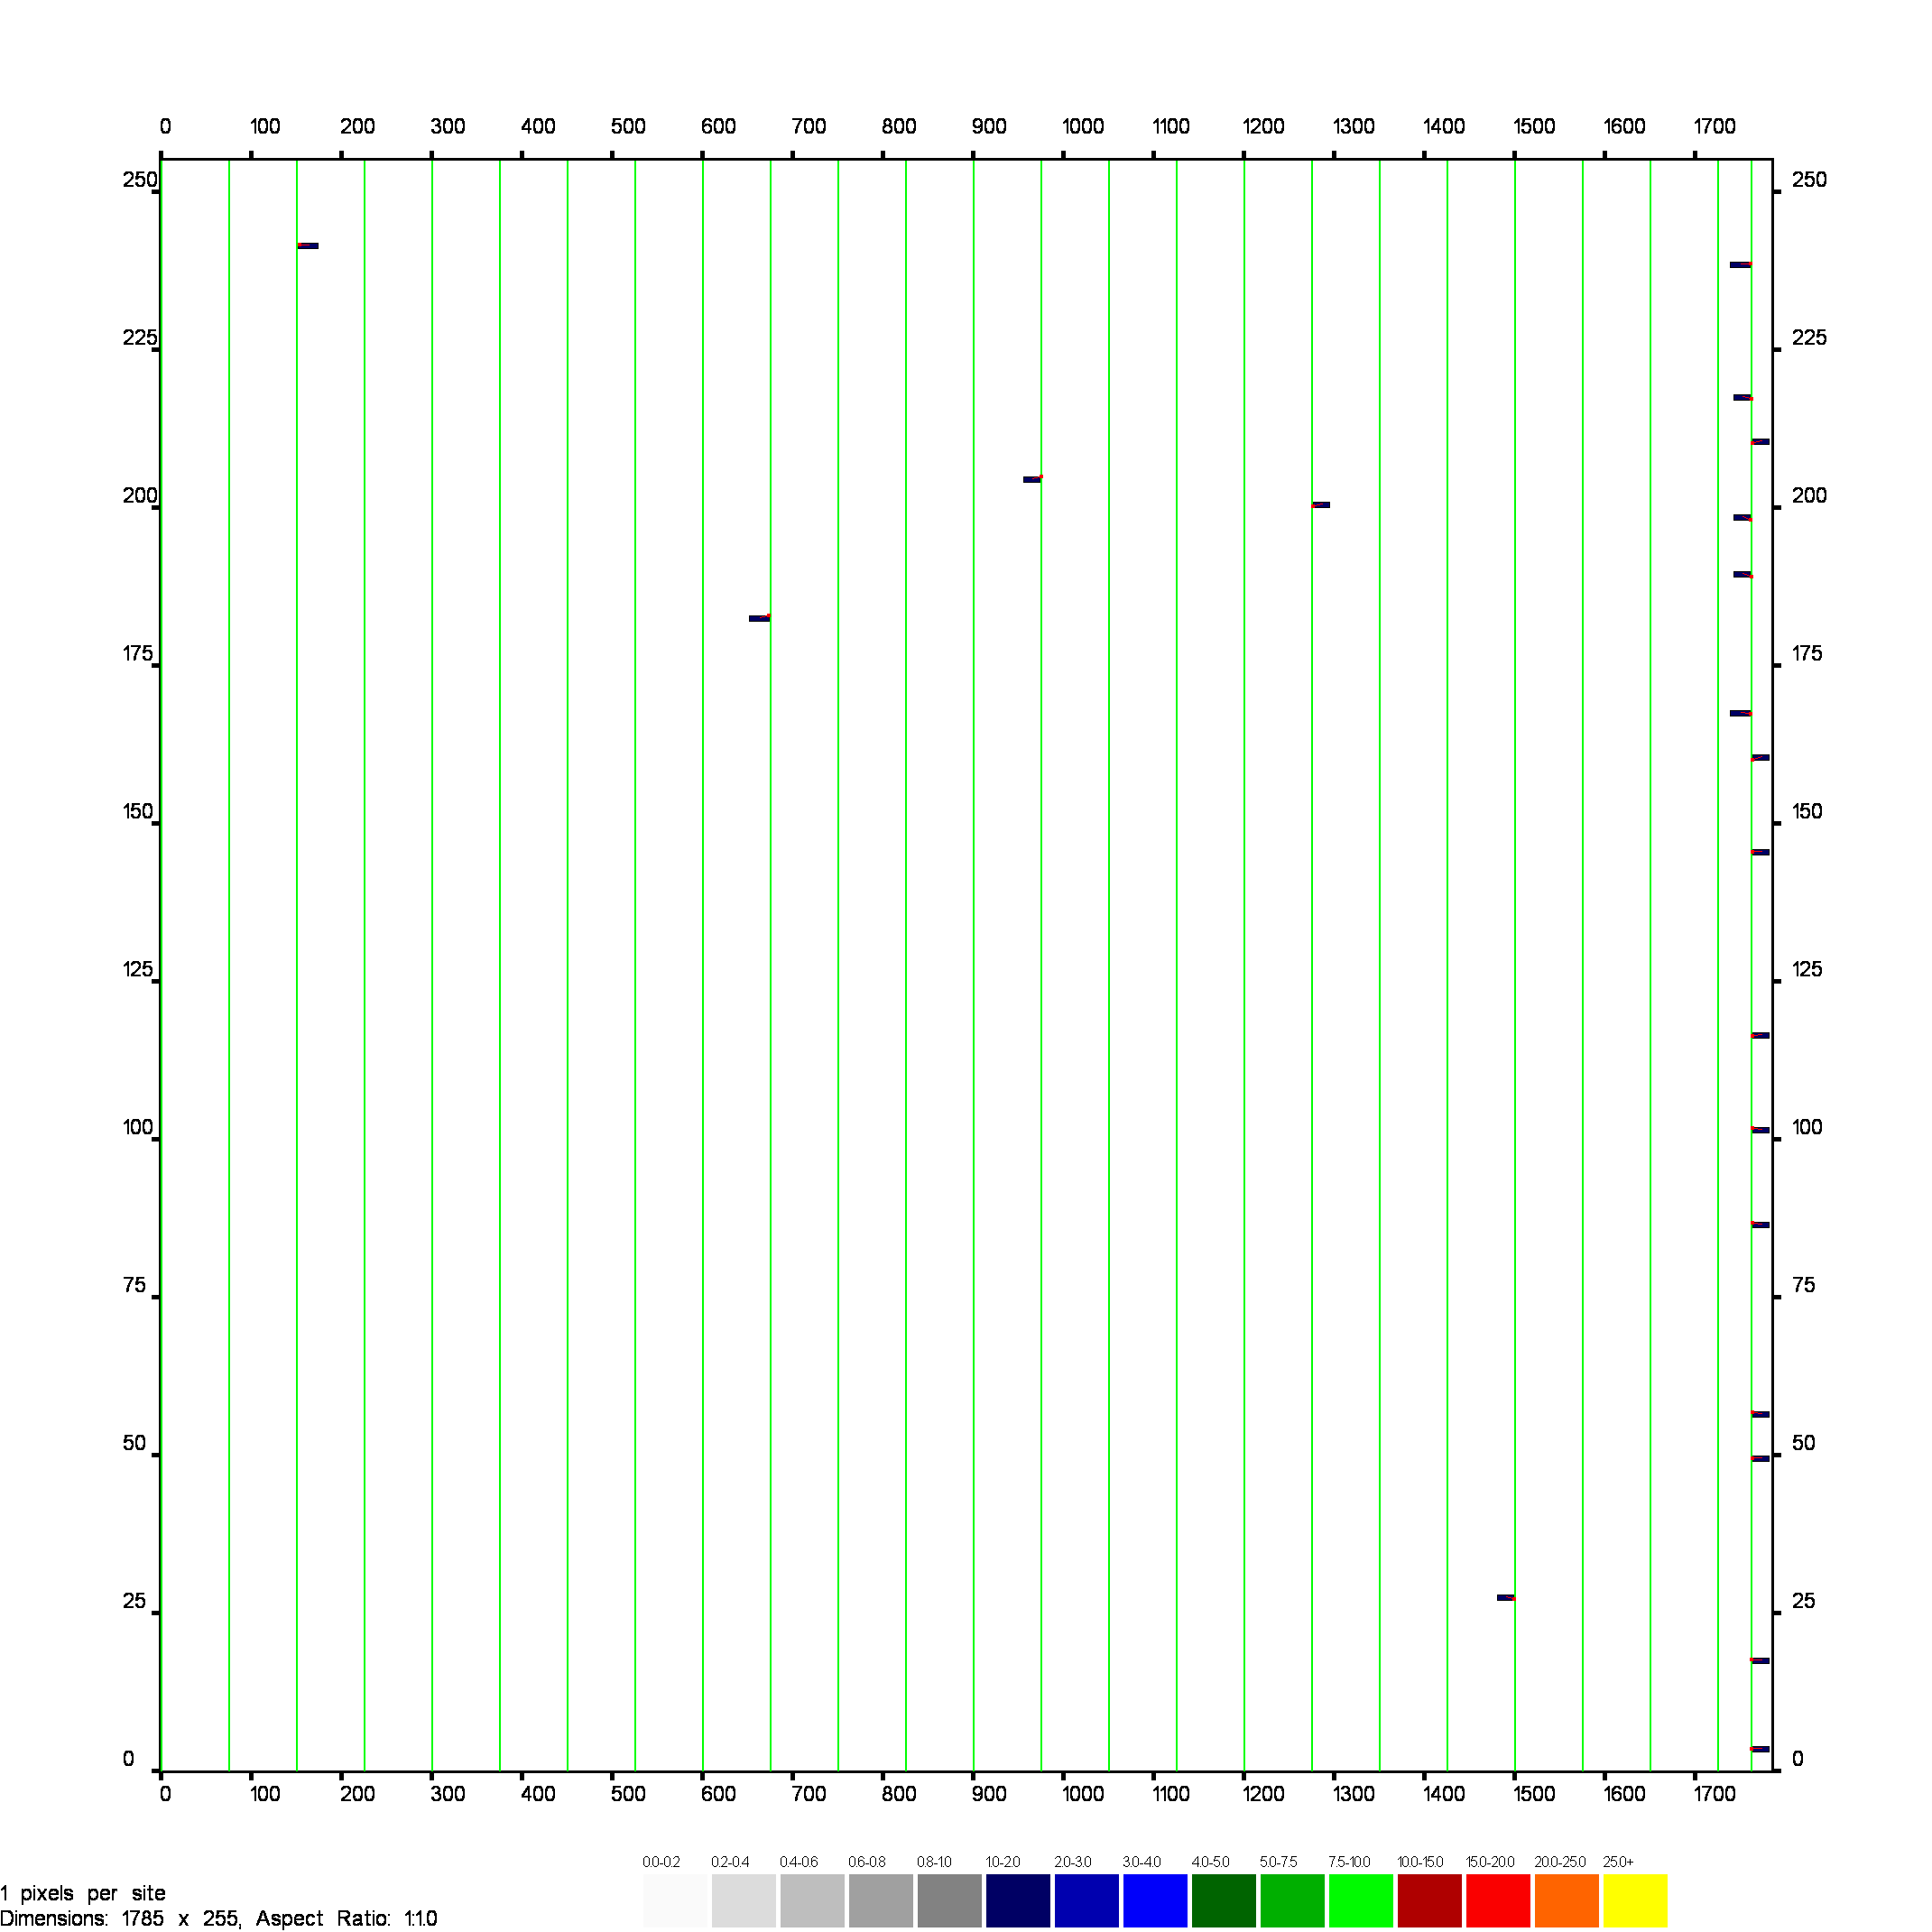 0 100 200 300 400 500 600 700 800 900 1000 1100 1200 1300 1400 1500 1600 1700
250 250
225 225
200 200
175 175
150 150
125 125
100 100
75 75
50 50
25 25
0 0
0 100 200 300 400 500 600 700 800 900 1000 1100 1200 1300 1400 1500 1600 1700
0.0-0.2 0.2-0.4 0.4-0.6 0.6-0.8 0.8-1.0 1.0-2.0 2.0-3.0 3.0-4.0 4.0-5.0 5.0-7.5 7.5-10.0 10.0-15.0 15.0-20.0 20.0-25.0 25.0+
1 pixels per site
Dimensions: 1785 x 255, Aspect Ratio: 1:1.0